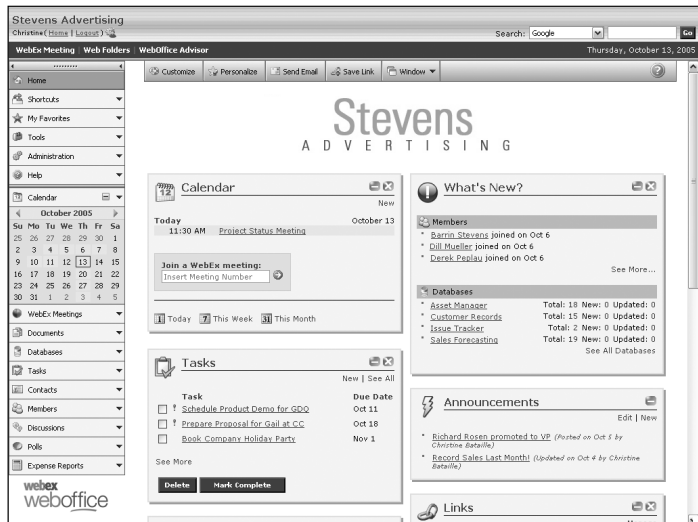 Stevens Advertising
Christine( Home | Logout )
Search: Google Go
WebEx Meeting | Web Folders | WebOffice Advisor
Thursday, October 13, 2005
Home
Shortcuts
My Favorites
Tools
Administration
Help
Calendar
October 2005
Su Mo Tu We Th Fr Sa
25 26 27 28 29 30 1
2 3 4 5 6 7 8
9 10 11 12 13 14 15
16 17 18 19 20 21 22
23 24 25 26 27 28 29
30 31 1 2 3 4 5
WebEx Meetings
Documents
Databases
Tasks
Contacts
Members
Discussions
Polls
Expense Reports
webex
weboffice
Customize Personalize Send Email Save Link Window
Stevens
ADVERTISING
12 Calendar
New
Today October 13
11:30 AM Project Status Meeting
Join a WebEx meeting:
Insert Meeting Number
1 Today 7 This Week 31 This Month
Tasks
New | See All
Task Due Date
! Schedule Product Demo for GDO Oct 11
! Prepare Proposal for Gail at CC Oct 18
Book Company Holiday Party Nov 1
See More
Delete Mark Complete
What's New?
Members
* Barrin Stevens joined on Oct 6
* Dill Mueller joined on Oct 6
* Derek Peplau joined on Oct 6
See More...
Databases
* Asset Manager Total: 18 New: 0 Updated: 0
* Customer Records Total: 15 New: 0 Updated: 0
* Issue Tracker Total: 2 New: 0 Updated: 0
* Sales Forecasting Total: 19 New: 0 Updated: 0
See All Databases
Announcements
Edit | New
* Richard Rosen promoted to VP (Posted on Oct 5 by
Christine Bataille)
* Record Sales Last Month! (Updated on Oct 4 by Christine
Bataille)
Links